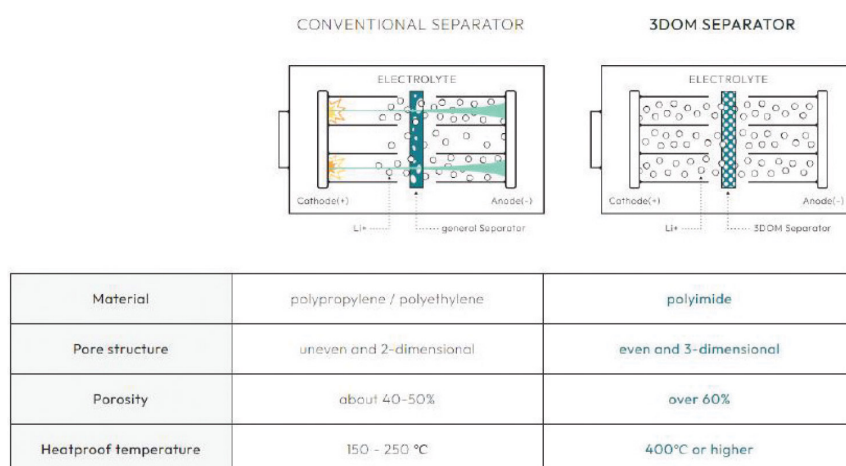 CONVENTIONAL SEPARATOR
3DOM SEPARATOR
ELECTROLYTE
ELECTROLYTE
Cathode(+)
Anode(-)
Cathode(+)
Anode(-)
Li+
general Separator
Li+
3DOM Separator
Material
polypropylene / polyethylene
polyimide
Pore structure
uneven and 2-dimensional
even and 3-dimensional
Porosity
about 40-50%
over 60%
Heatproof temperature
150 - 250 °C
400°C or higher